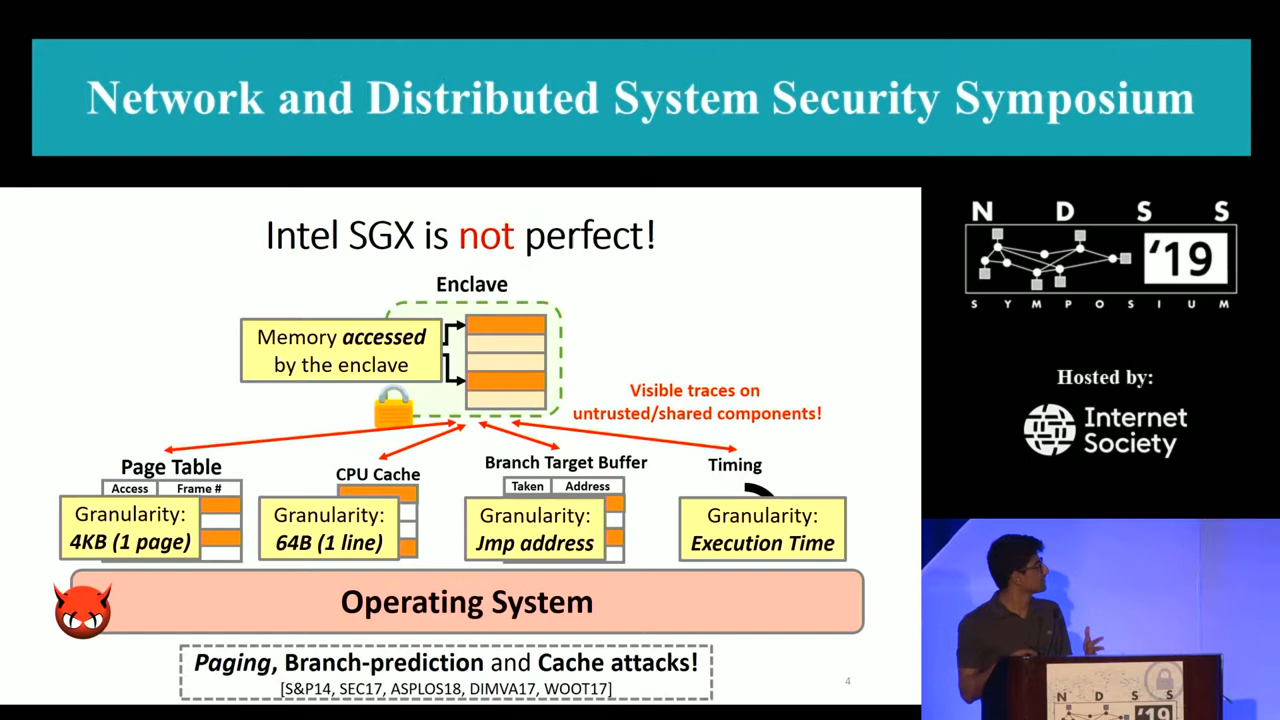 Network and Distributed System Security Symposium
Intel SGX is not perfect!
Enclave
Memory accessed
by the enclave
Visible traces on
untrusted/shared components!
Page Table
Access Frame #
Granularity:
4KB (1 page)
CPU Cache
Granularity:
64B (1 line)
Branch Target Buffer
Taken Address
Granularity:
Jmp address
Timing
Granularity:
Execution Time
Operating System
Paging, Branch-prediction and Cache attacks!
[S&P14, SEC17, ASPLOS18, DIMVA17, WOOT17]
4
N D S S
'19
S Y M P O S I U M
Hosted by:
Internet
Society
N D S S
'19